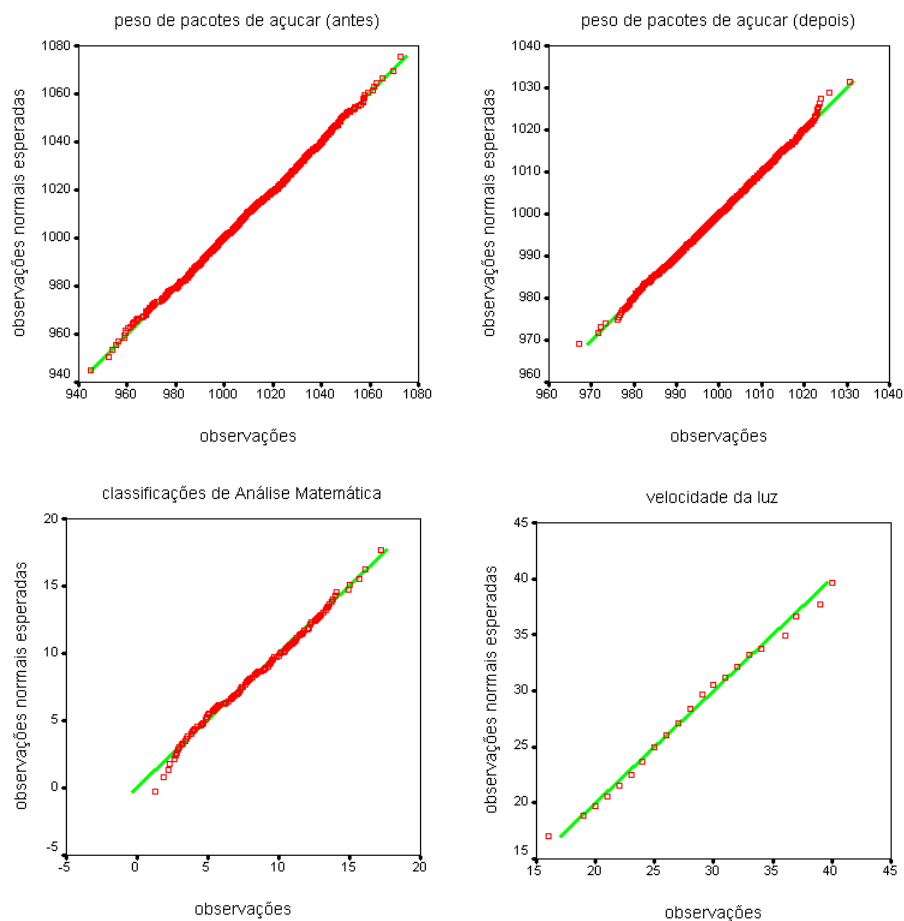 peso de pacotes de açucar (antes)
1080
1060
1040
1020
1000
980
960
940
observações normais esperadas
940 960 980 1000 1020 1040 1060 1080
observações
peso de pacotes de açucar (depois)
1040
1030
1020
1010
1000
990
980
970
960
observações normais esperadas
960 970 980 990 1000 1010 1020 1030 1040
observações
classificações de Análise Matemática
20
15
10
5
0
-5
observações normais esperadas
-5 0 5 10 15 20
observações
velocidade da luz
45
40
35
30
25
20
15
observações normais esperadas
15 20 25 30 35 40 45
observações